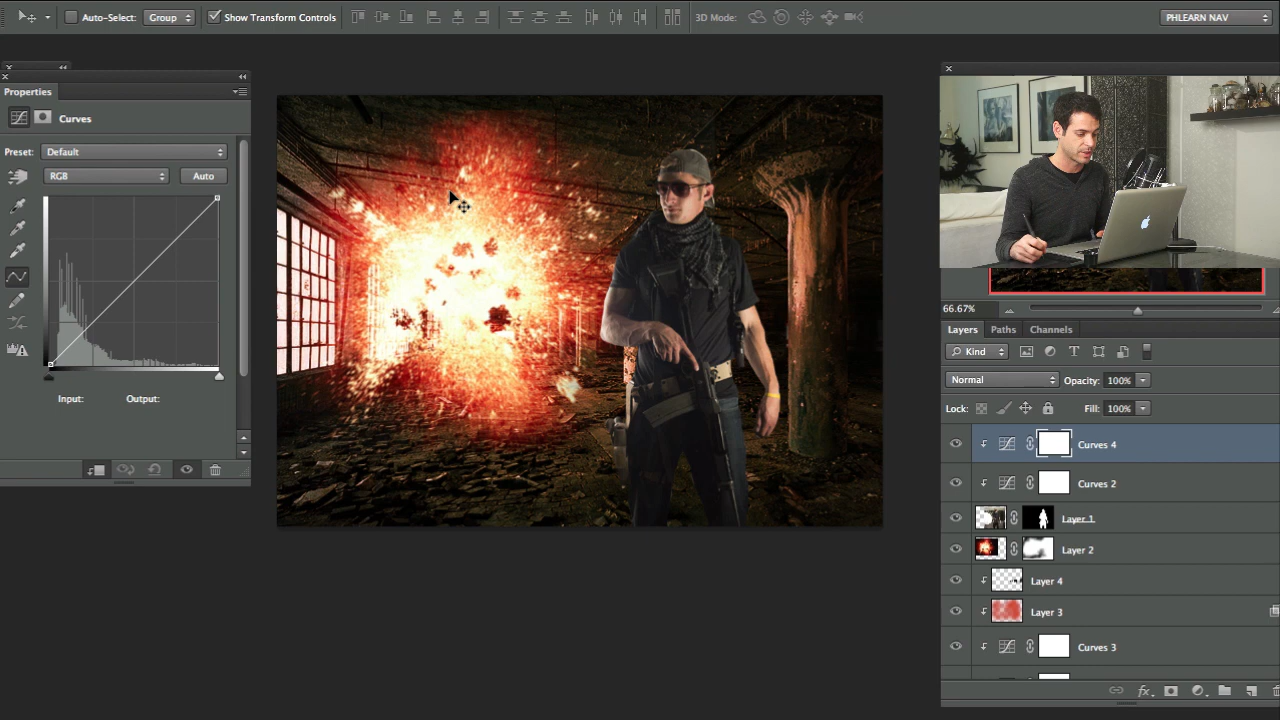 Auto-Select: Group Show Transform Controls 3D Mode: PHLEARN NAV
Properties
Curves
Preset: Default
RGB Auto
Input: Output:
66.67%
Layers Paths Channels
Kind
Normal Opacity: 100%
Lock: Fill: 100%
Curves 4
Curves 2
Layer 1
Layer 2
Layer 4
Layer 3
Curves 3
fx